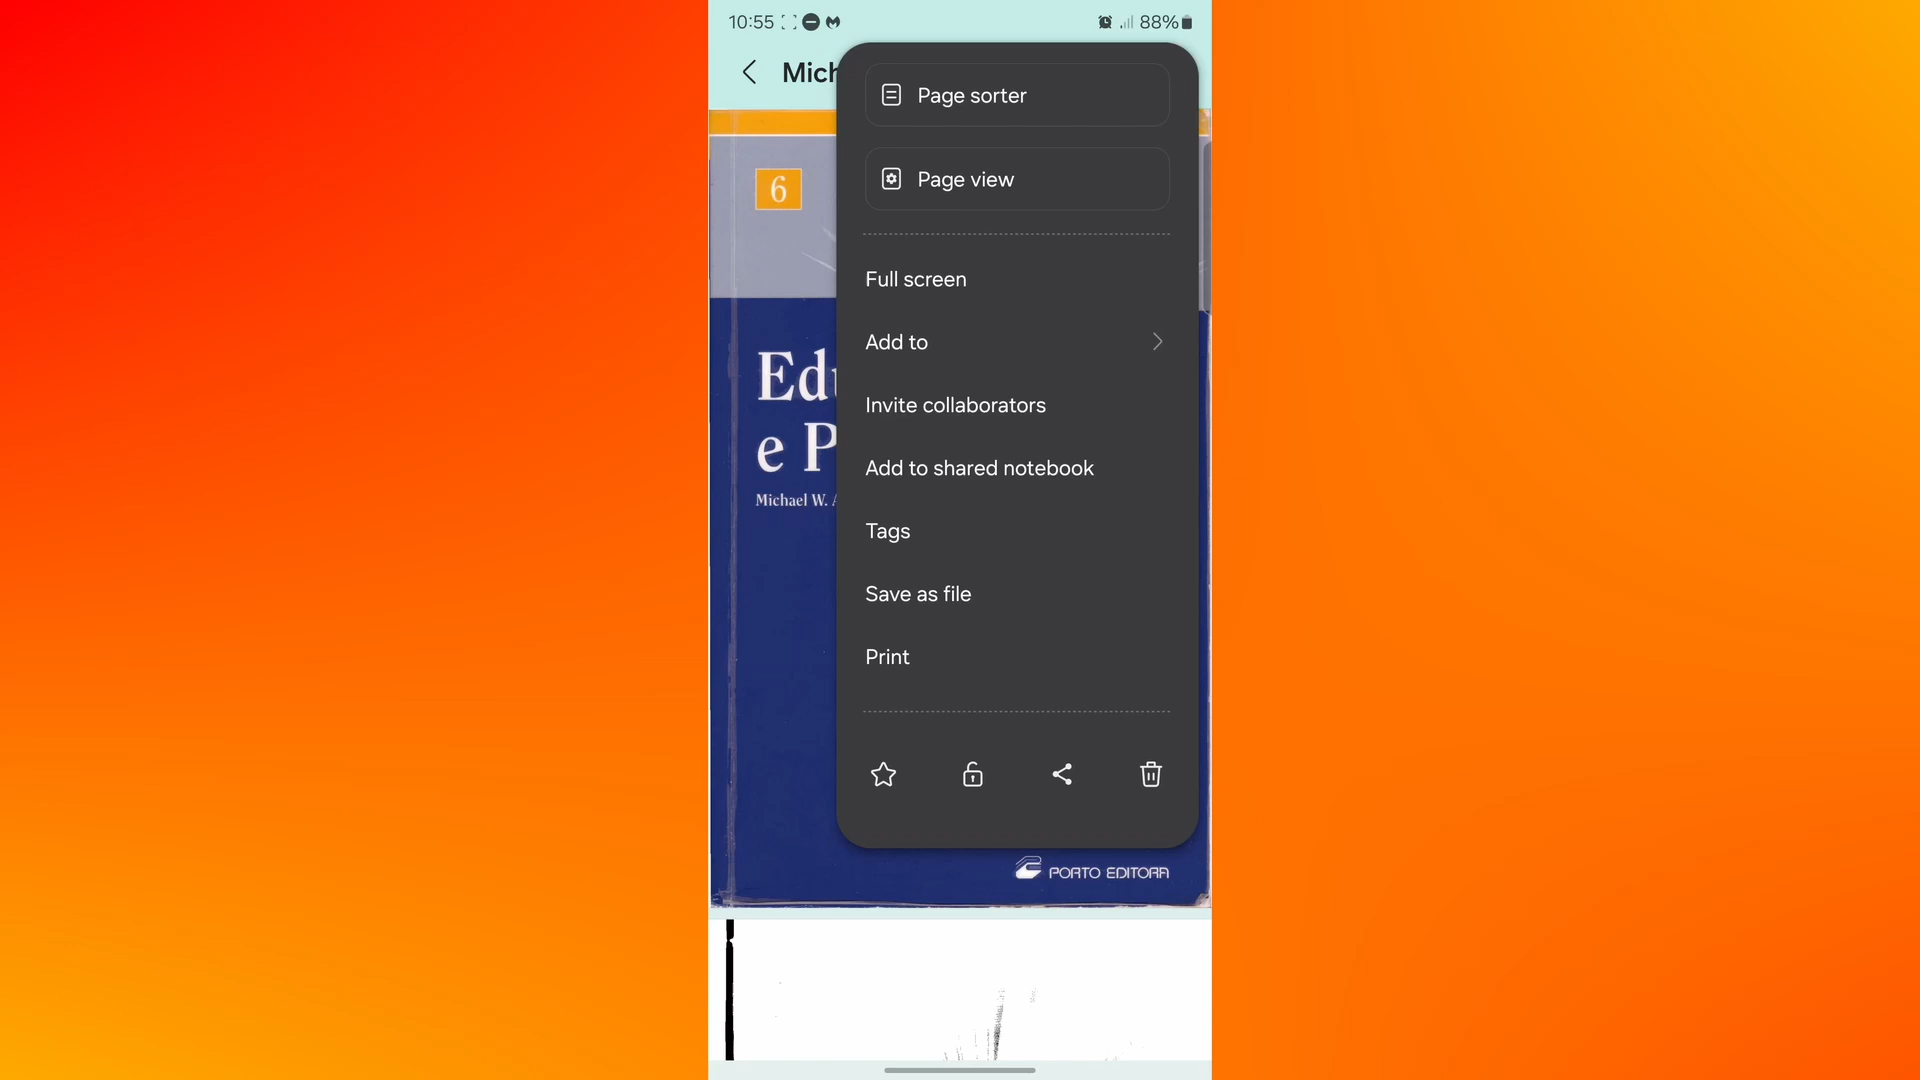 10:55
88%
Mich
Page sorter
Page view
6
Full screen
Add to
Invite collaborators
Add to shared notebook
Tags
Save as file
Print
Edu
e P
Michael W. A
PORTO EDITORA